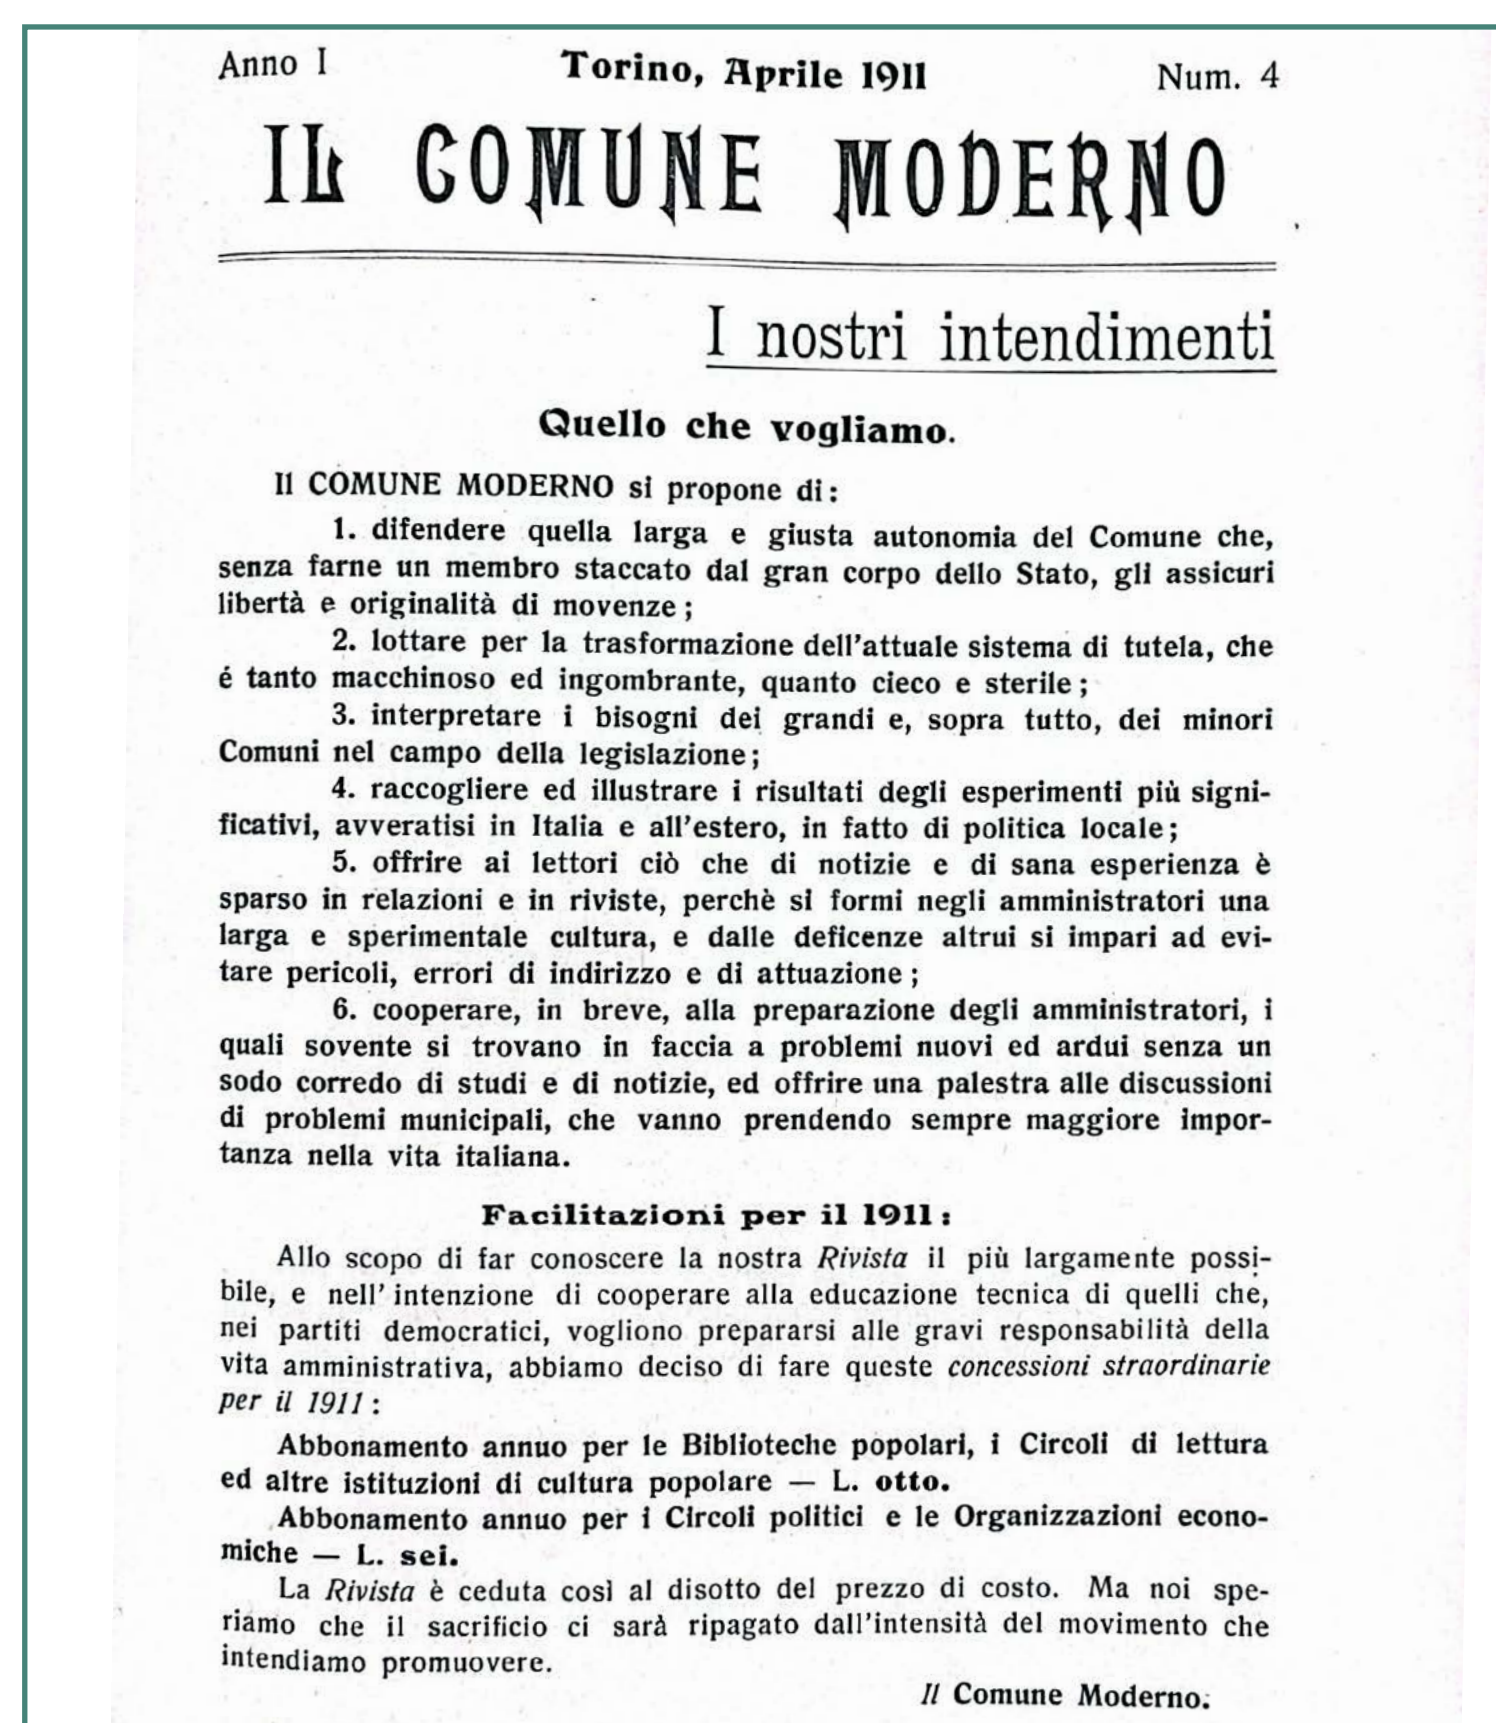 Anno I Torino, Aprile 1911 Num. 4
IL COMUNE MODERNO
I nostri intendimenti
Quello che vogliamo.
Il COMUNE MODERNO si propone di:
1. difendere quella larga e giusta autonomia del Comune che,
senza farne un membro staccato dal gran corpo dello Stato, gli assicuri
libertà e originalità di movenze;
2. lottare per la trasformazione dell'attuale sistema di tutela, che
é tanto macchinoso ed ingombrante, quanto cieco e sterile;
3. interpretare i bisogni dei grandi e, sopra tutto, dei minori
Comuni nel campo della legislazione;
4. raccogliere ed illustrare i risultati degli esperimenti più signi-
ficativi, avveratisi in Italia e all'estero, in fatto di politica locale;
5. offrire ai lettori ciò che di notizie e di sana esperienza è
sparso in relazioni e in riviste, perchè si formi negli amministratori una
larga e sperimentale cultura, e dalle deficenze altrui si impari ad evi-
tare pericoli, errori di indirizzo e di attuazione;
6. cooperare, in breve, alla preparazione degli amministratori, i
quali sovente si trovano in faccia a problemi nuovi ed ardui senza un
sodo corredo di studi e di notizie, ed offrire una palestra alle discussioni
di problemi municipali, che vanno prendendo sempre maggiore impor-
tanza nella vita italiana.
Facilitazioni per il 1911:
Allo scopo di far conoscere la nostra Rivista il più largamente possi-
bile, e nell' intenzione di cooperare alla educazione tecnica di quelli che,
nei partiti democratici, vogliono prepararsi alle gravi responsabilità della
vita amministrativa, abbiamo deciso di fare queste concessioni straordinarie
per il 1911:
Abbonamento annuo per le Biblioteche popolari, i Circoli di lettura
ed altre istituzioni di cultura popolare — L. otto.
Abbonamento annuo per i Circoli politici e le Organizzazioni econo-
miche — L. sei.
La Rivista è ceduta così al disotto del prezzo di costo. Ma noi spe-
riamo che il sacrificio ci sarà ripagato dall'intensità del movimento che
intendiamo promuovere.
Il Comune Moderno.